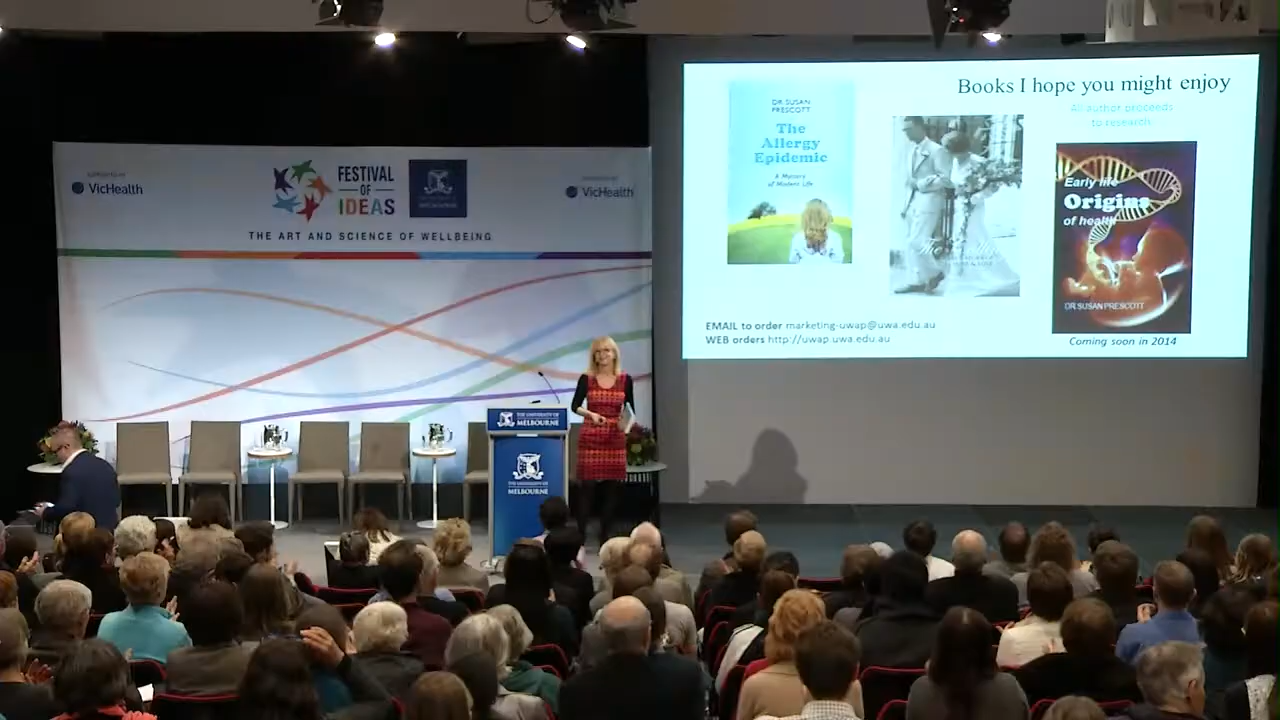 VicHealth
FESTIVAL
OF
IDEAS
VicHealth
THE ART AND SCIENCE OF WELLBEING
THE UNIVERSITY OF
MELBOURNE
THE UNIVERSITY OF
MELBOURNE
Books I hope you might enjoy
All author proceeds
to research
DR SUSAN
PRESCOTT
The
Allergy
Epidemic
A Mystery
of Modern Life
Early life
Origins
of health
DR SUSAN PRESCOTT
Coming soon in 2014
EMAIL to order marketing-uwap@uwa.edu.au
WEB orders http://uwap.uwa.edu.au